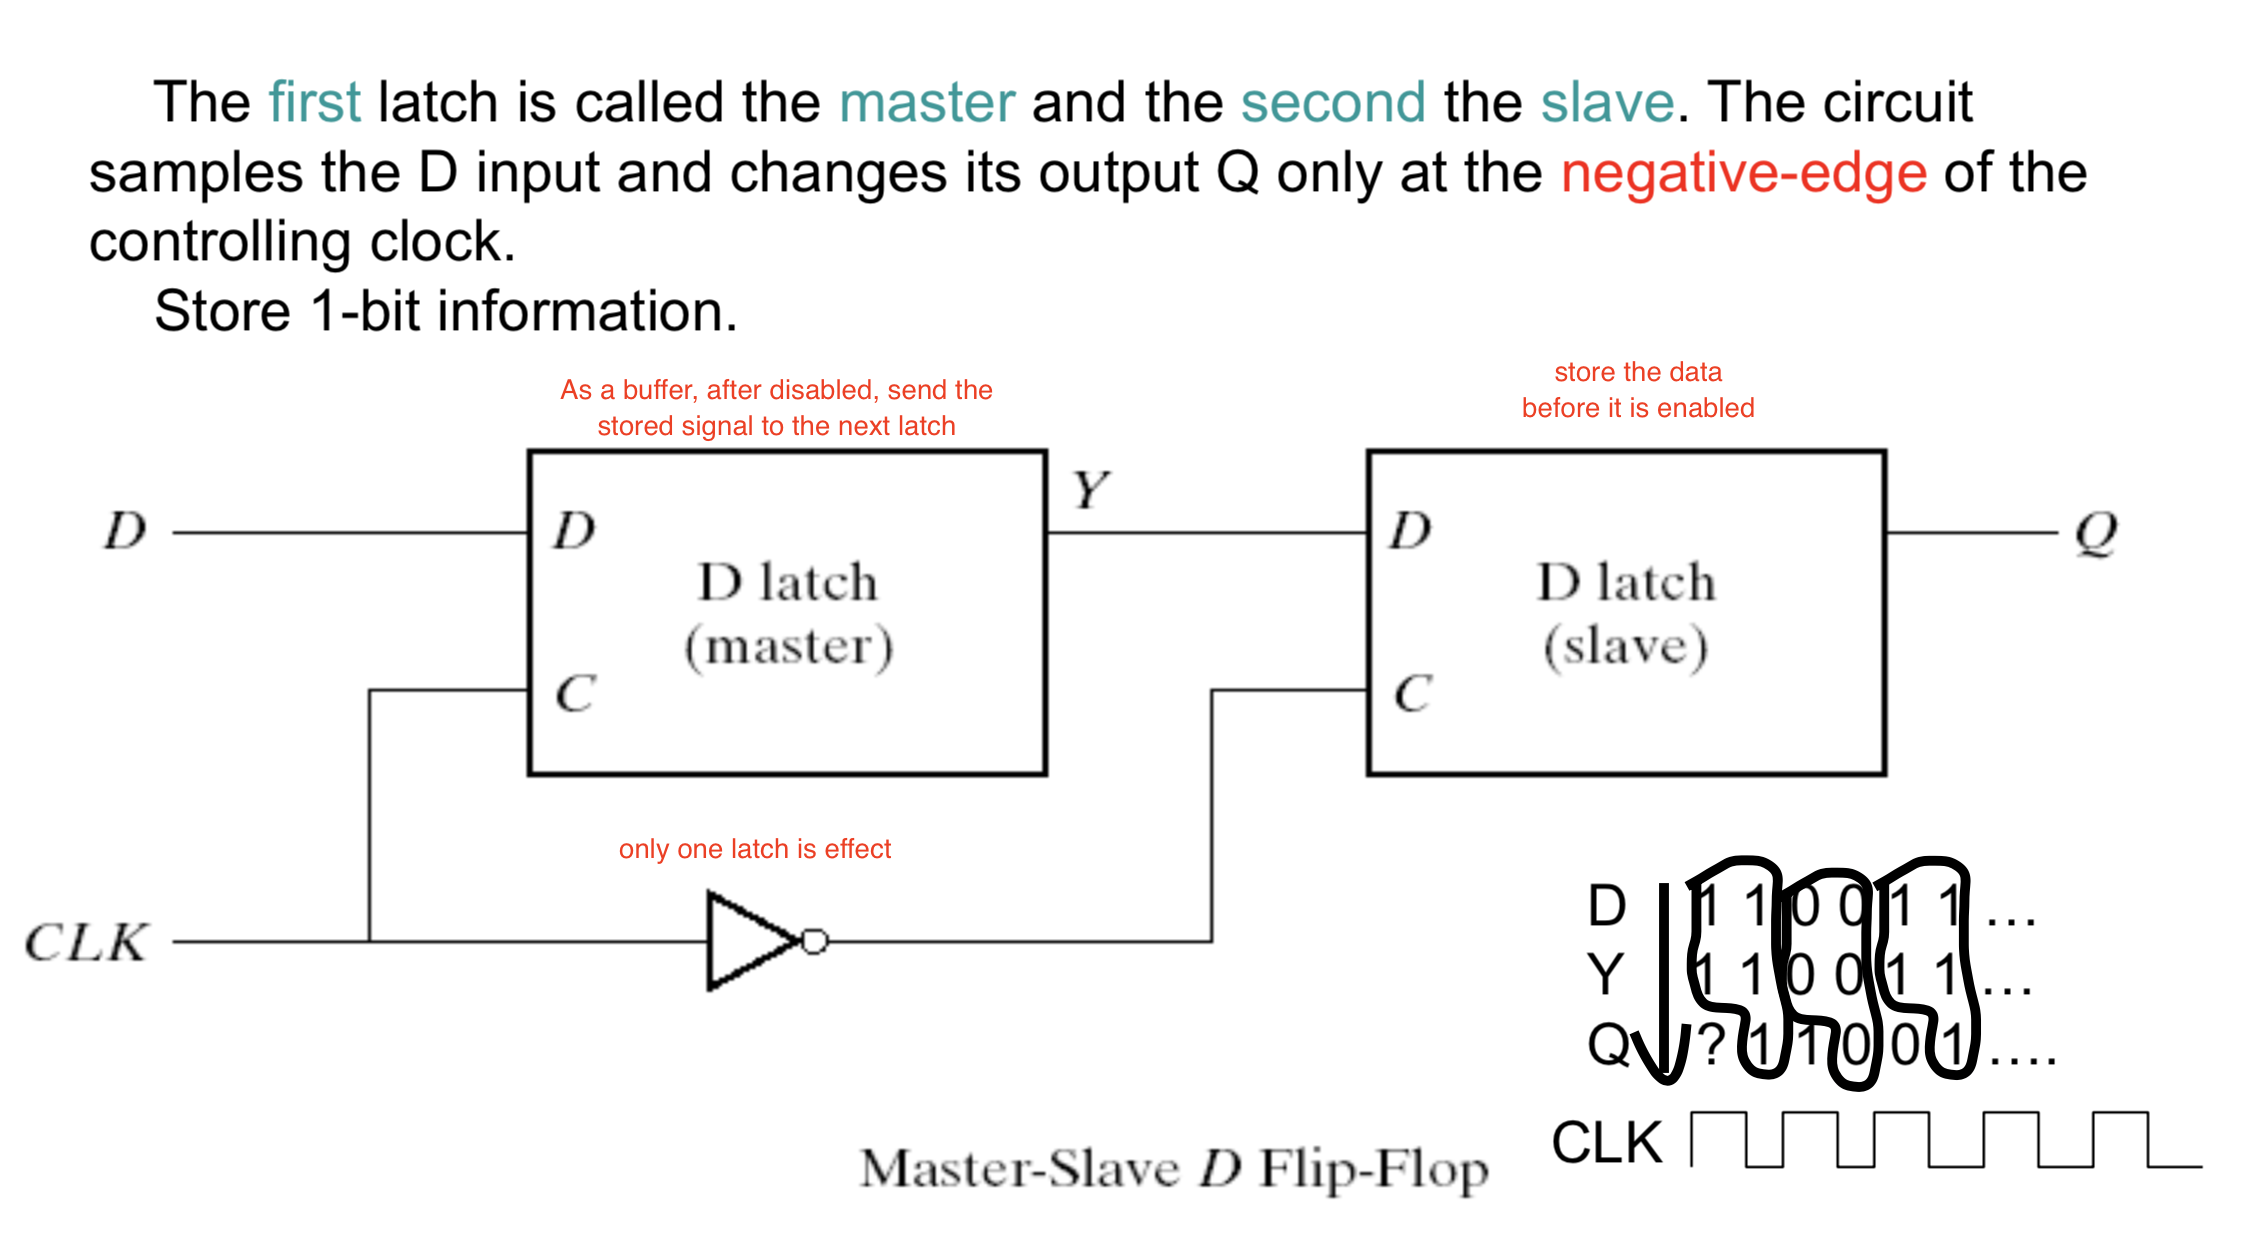 The first latch is called the master and the second the slave. The circuit
samples the D input and changes its output Q only at the negative-edge of the
controlling clock.
Store 1-bit information.
As a buffer, after disabled, send the
stored signal to the next latch
store the data
before it is enabled
D
D
Y
D
Q
D latch
(master)
D latch
(slave)
C
C
only one latch is effect
CLK
D 1 1 0 0 1 1 ...
Y 1 1 0 0 1 1 ...
Q ? 1 1 0 0 1 ....
CLK
Master-Slave D Flip-Flop